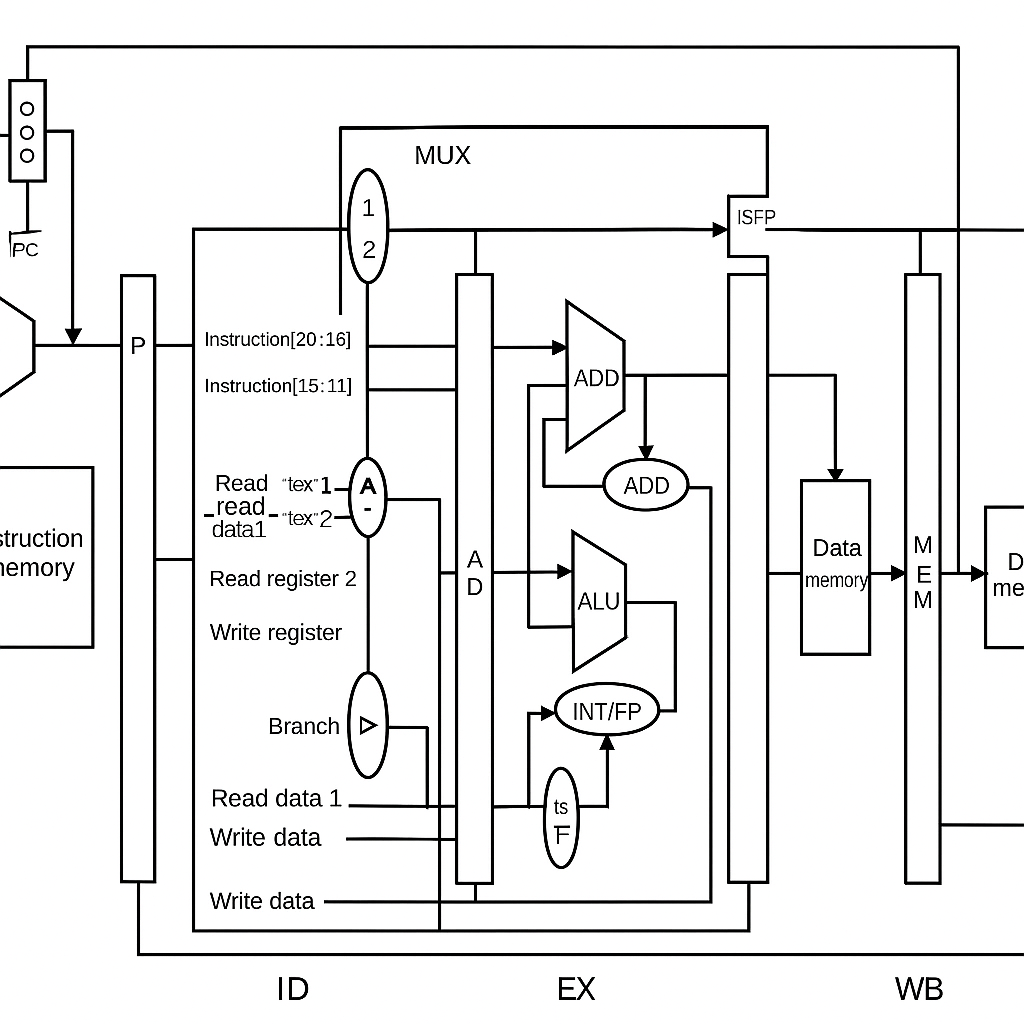 MUX
1
2
ISFP
PC
P
Instruction[20:16]
Instruction[15:11]
ADD
Read "tex"1
read
data1 "tex"2
A
-
ADD
struction
memory
Read register 2
Write register
A
D
ALU
Data
memory
M
E
M
D
me
INT/FP
Branch
Read data 1
ts
F
Write data
Write data
ID
EX
WB